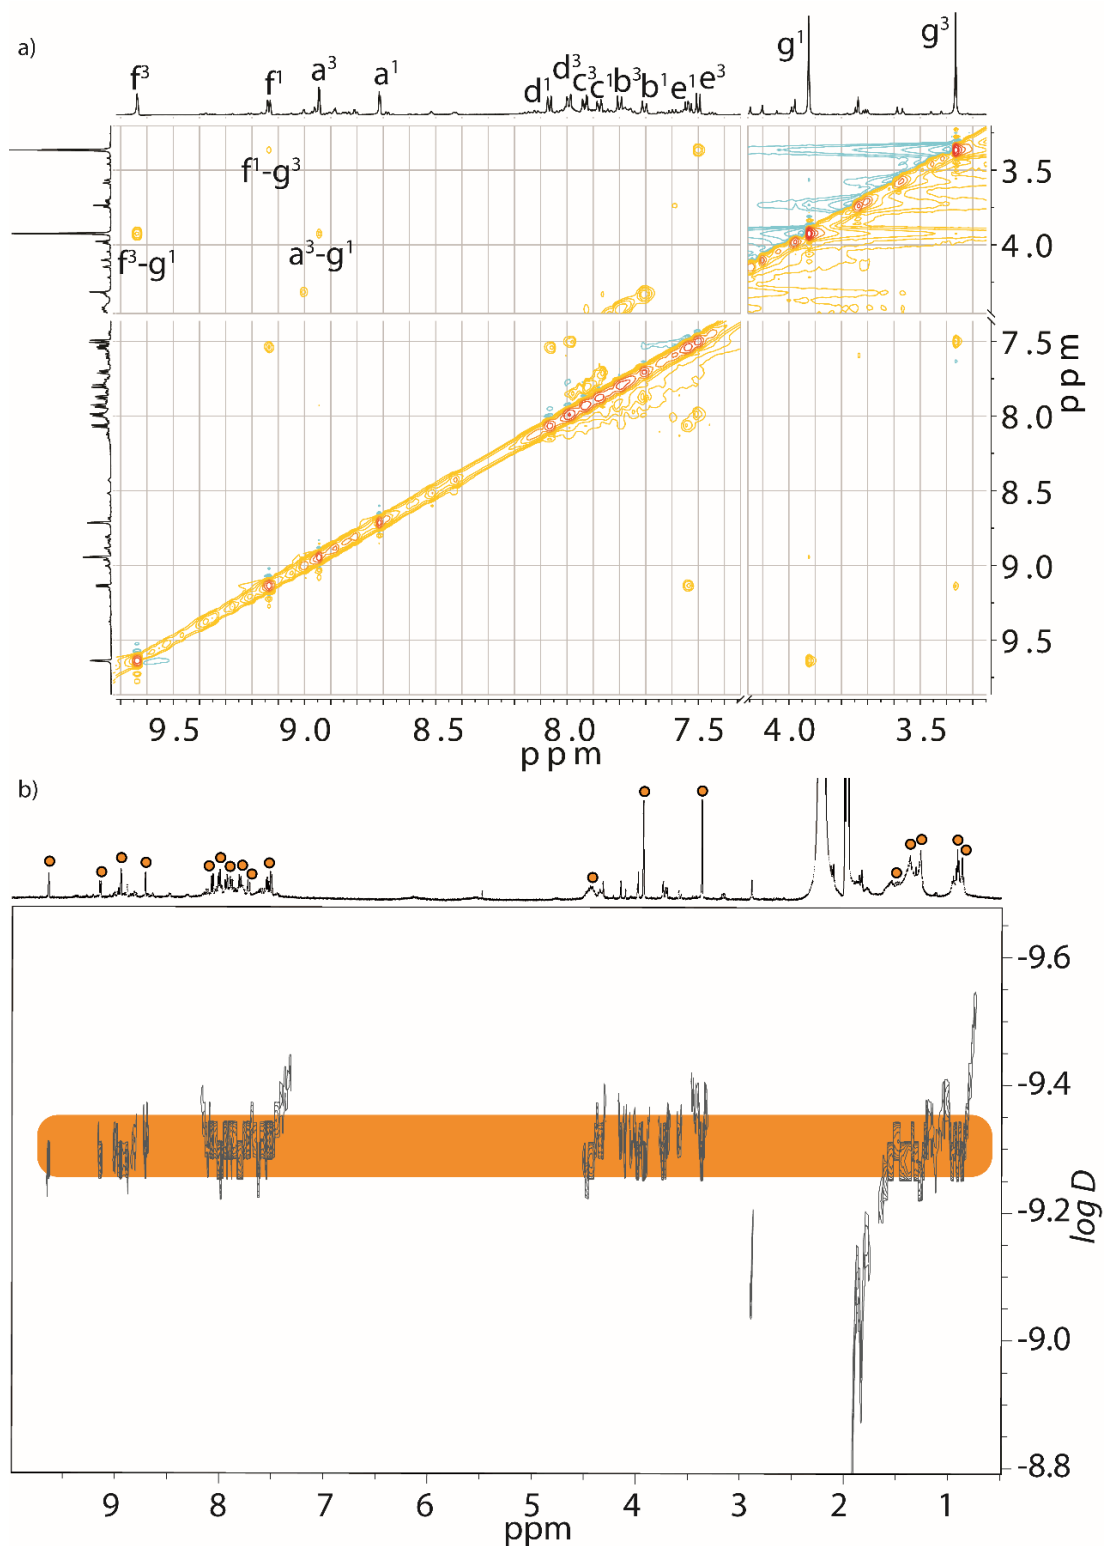 a)
f³ f¹ a³ a¹ d¹ d³ c³ c¹ b³ b¹ e¹ e³ g¹ g³
f¹-g³
f³-g¹ a³-g¹
3.5
4.0
7.5
8.0
8.5
9.0
9.5
ppm
9.5 9.0 8.5 8.0 7.5 4.0 3.5
ppm
b)
-9.6
-9.4
-9.2
-9.0
-8.8
log D
9 8 7 6 5 4 3 2 1
ppm